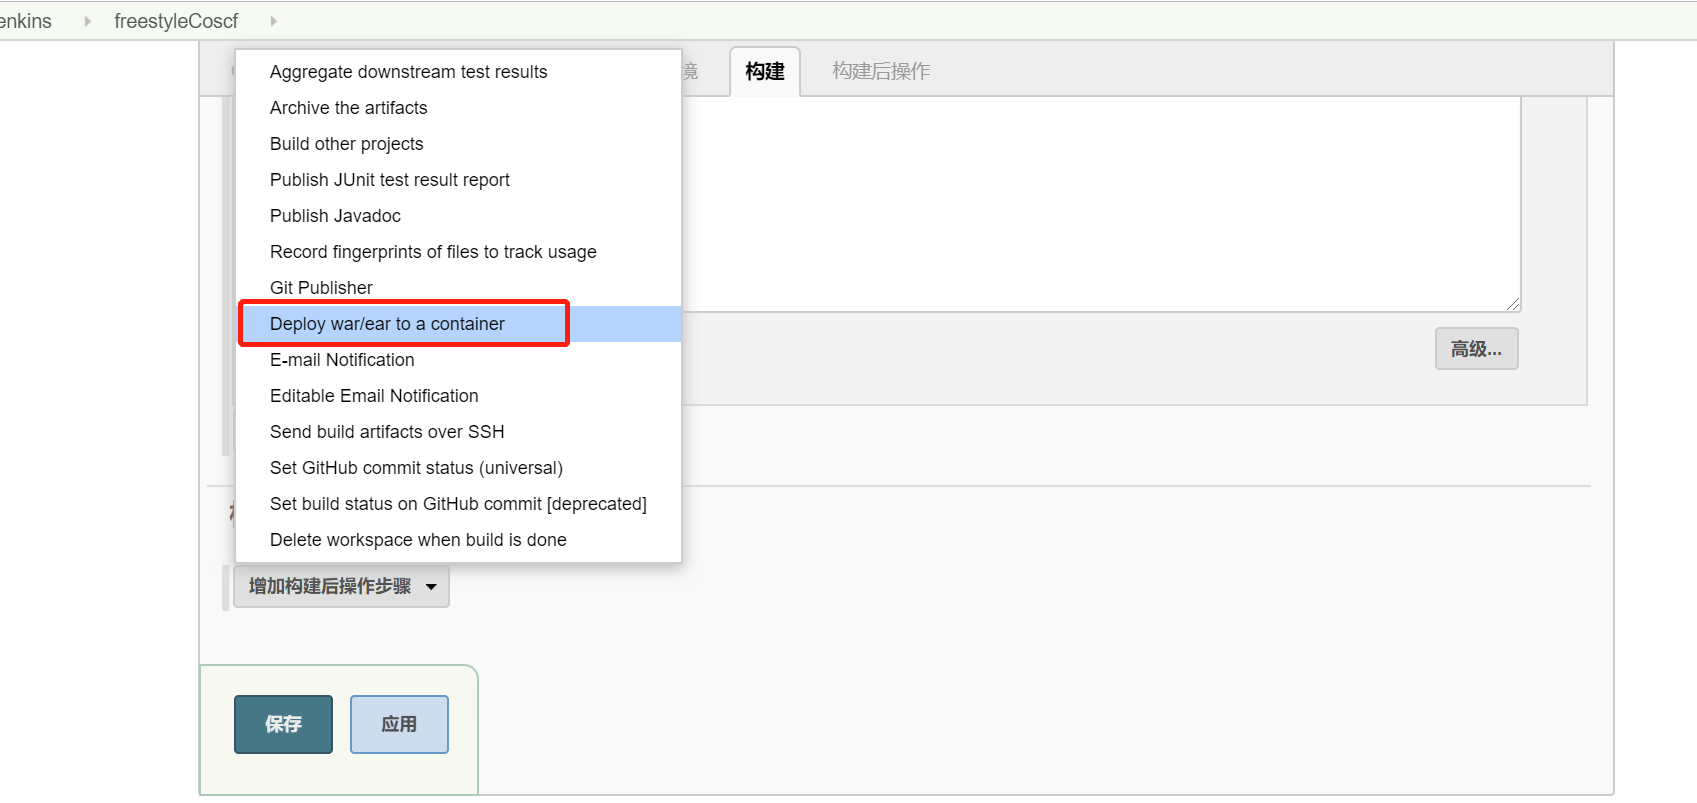 enkins
freestyleCoscf
境
构建
构建后操作
Aggregate downstream test results
Archive the artifacts
Build other projects
Publish JUnit test result report
Publish Javadoc
Record fingerprints of files to track usage
Git Publisher
Deploy war/ear to a container
E-mail Notification
Editable Email Notification
Send build artifacts over SSH
Set GitHub commit status (universal)
Set build status on GitHub commit [deprecated]
Delete workspace when build is done
高级...
增加构建后操作步骤
保存
应用